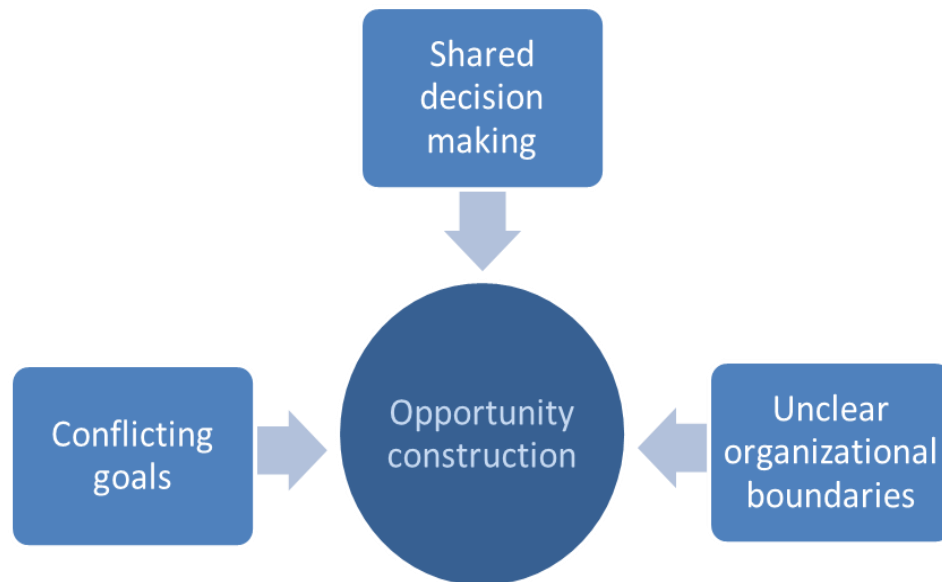 Shared
decision
making
Conflicting
goals
Opportunity
construction
Unclear
organizational
boundaries